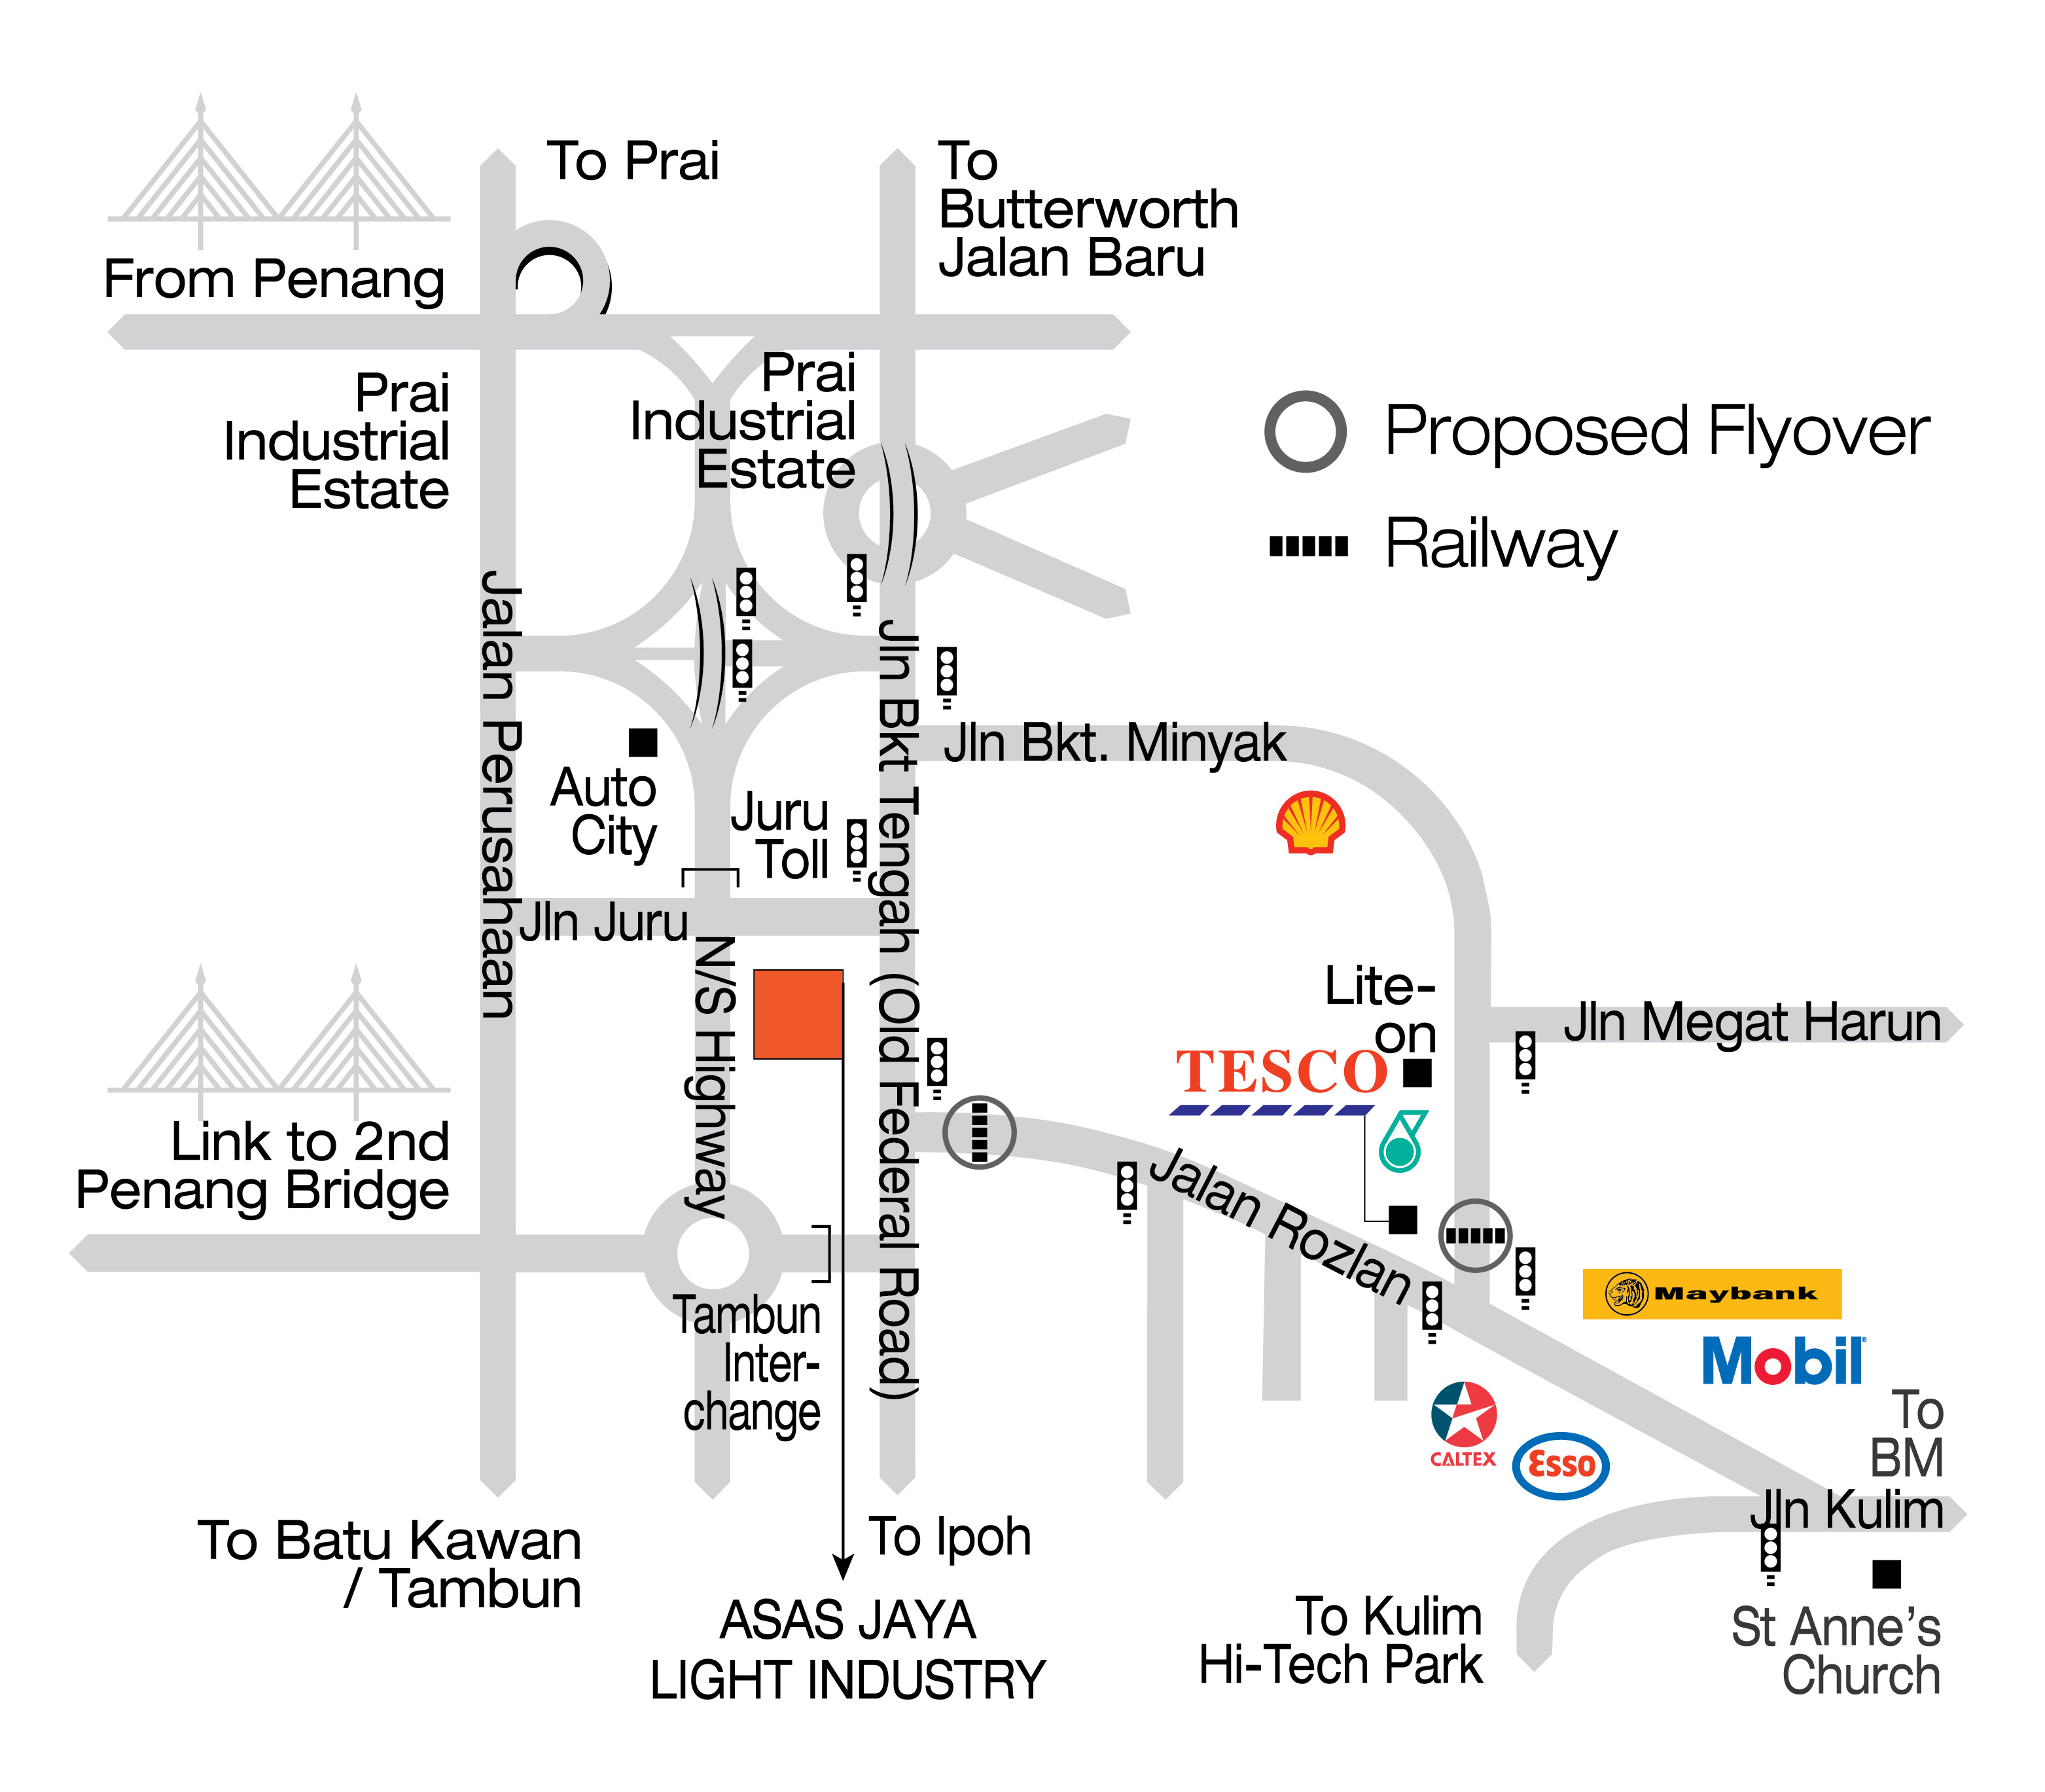 To Prai
To
Butterworth
Jalan Baru
From Penang
Prai
Industrial
Estate
Prai
Industrial
Estate
Proposed Flyover
Railway
Jalan Perusahaan
Jln Bkt Tengah (Old Federal Road)
Jln Bkt. Minyak
Auto
City
Juru
Toll
Jln Juru
N/S Highway
Lite-
on
Jln Megat Harun
TESCO
Link to 2nd
Penang Bridge
Jalan Rozlan
Tambun
Inter-
change
Maybank
Mobil
CALTEX
Esso
To
BM
Jln Kulim
To Batu Kawan
/ Tambun
To Ipoh
ASAS JAYA
LIGHT INDUSTRY
To Kulim
Hi-Tech Park
St Anne's
Church